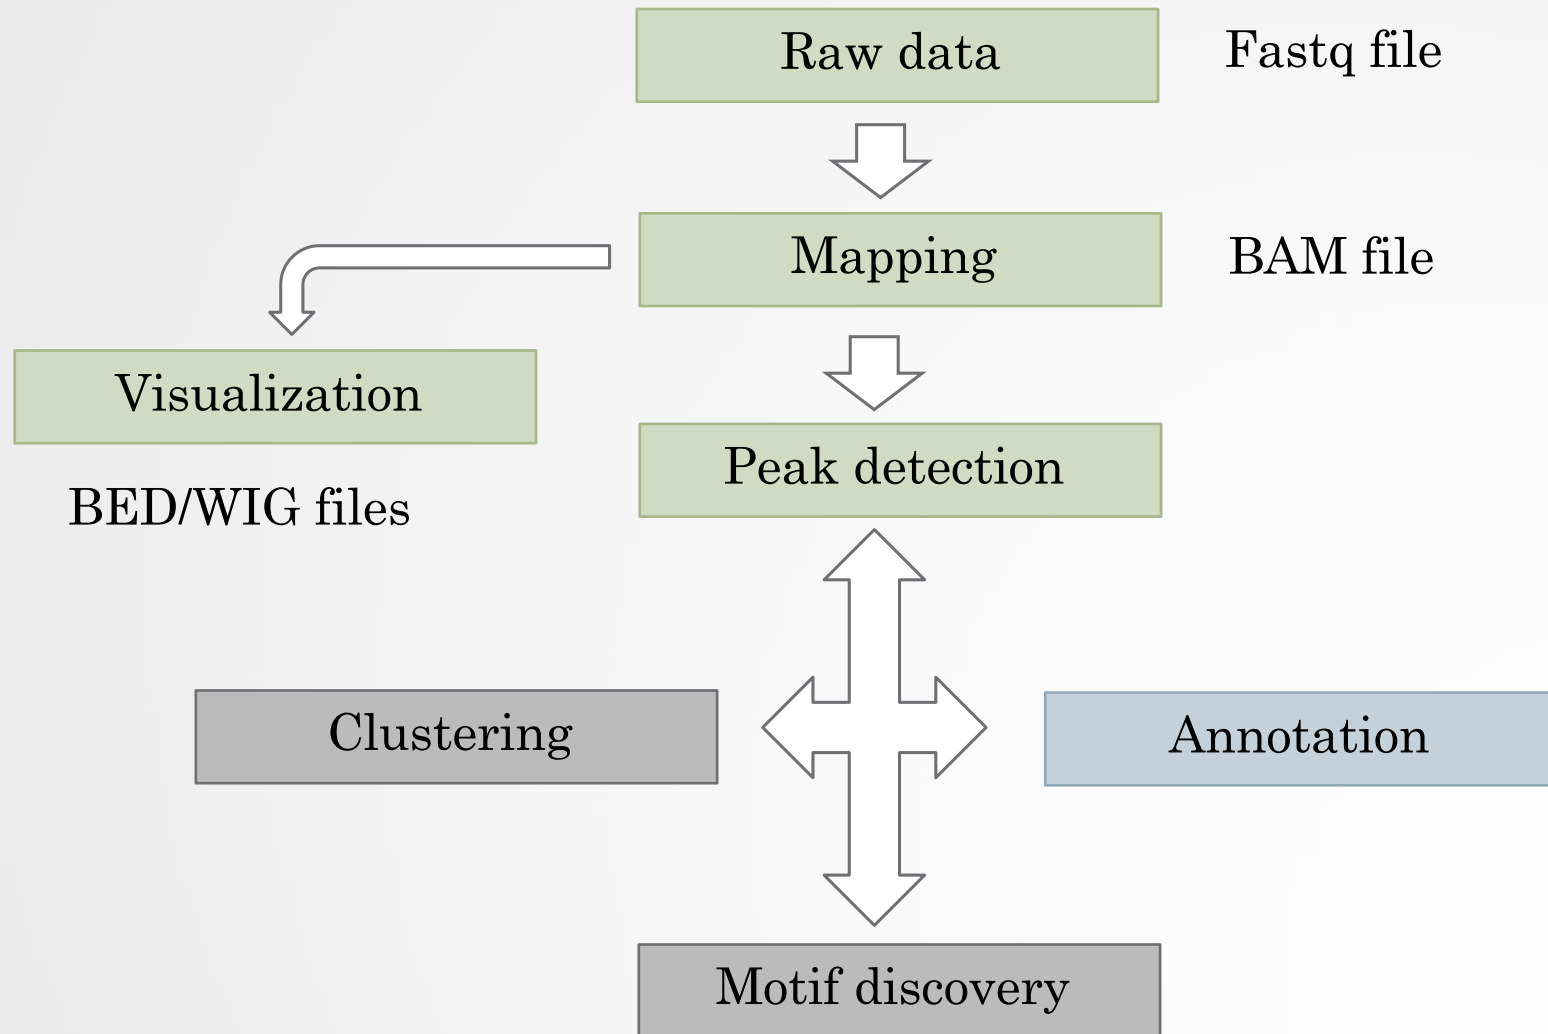 Raw data
Fastq file
Mapping
BAM file
Visualization
BED/WIG files
Peak detection
Clustering
Annotation
Motif discovery